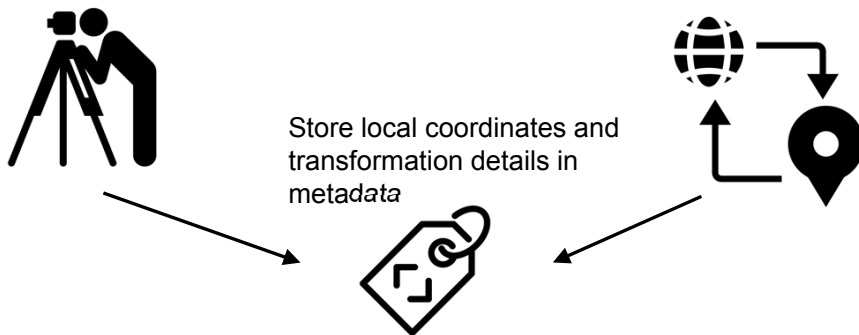 Store local coordinates and
transformation details in
metadata